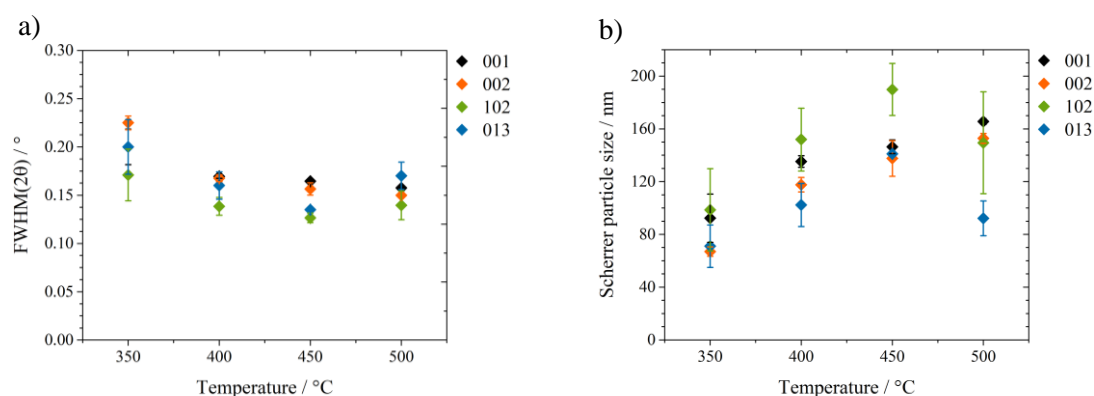 a)
0.30
0.25
0.20
0.15
0.10
0.05
0.00
FWHM(2θ) / °
350 400 450 500
Temperature / °C
001
002
102
013
b)
200
160
120
80
40
0
Scherrer particle size / nm
350 400 450 500
Temperature / °C
001
002
102
013